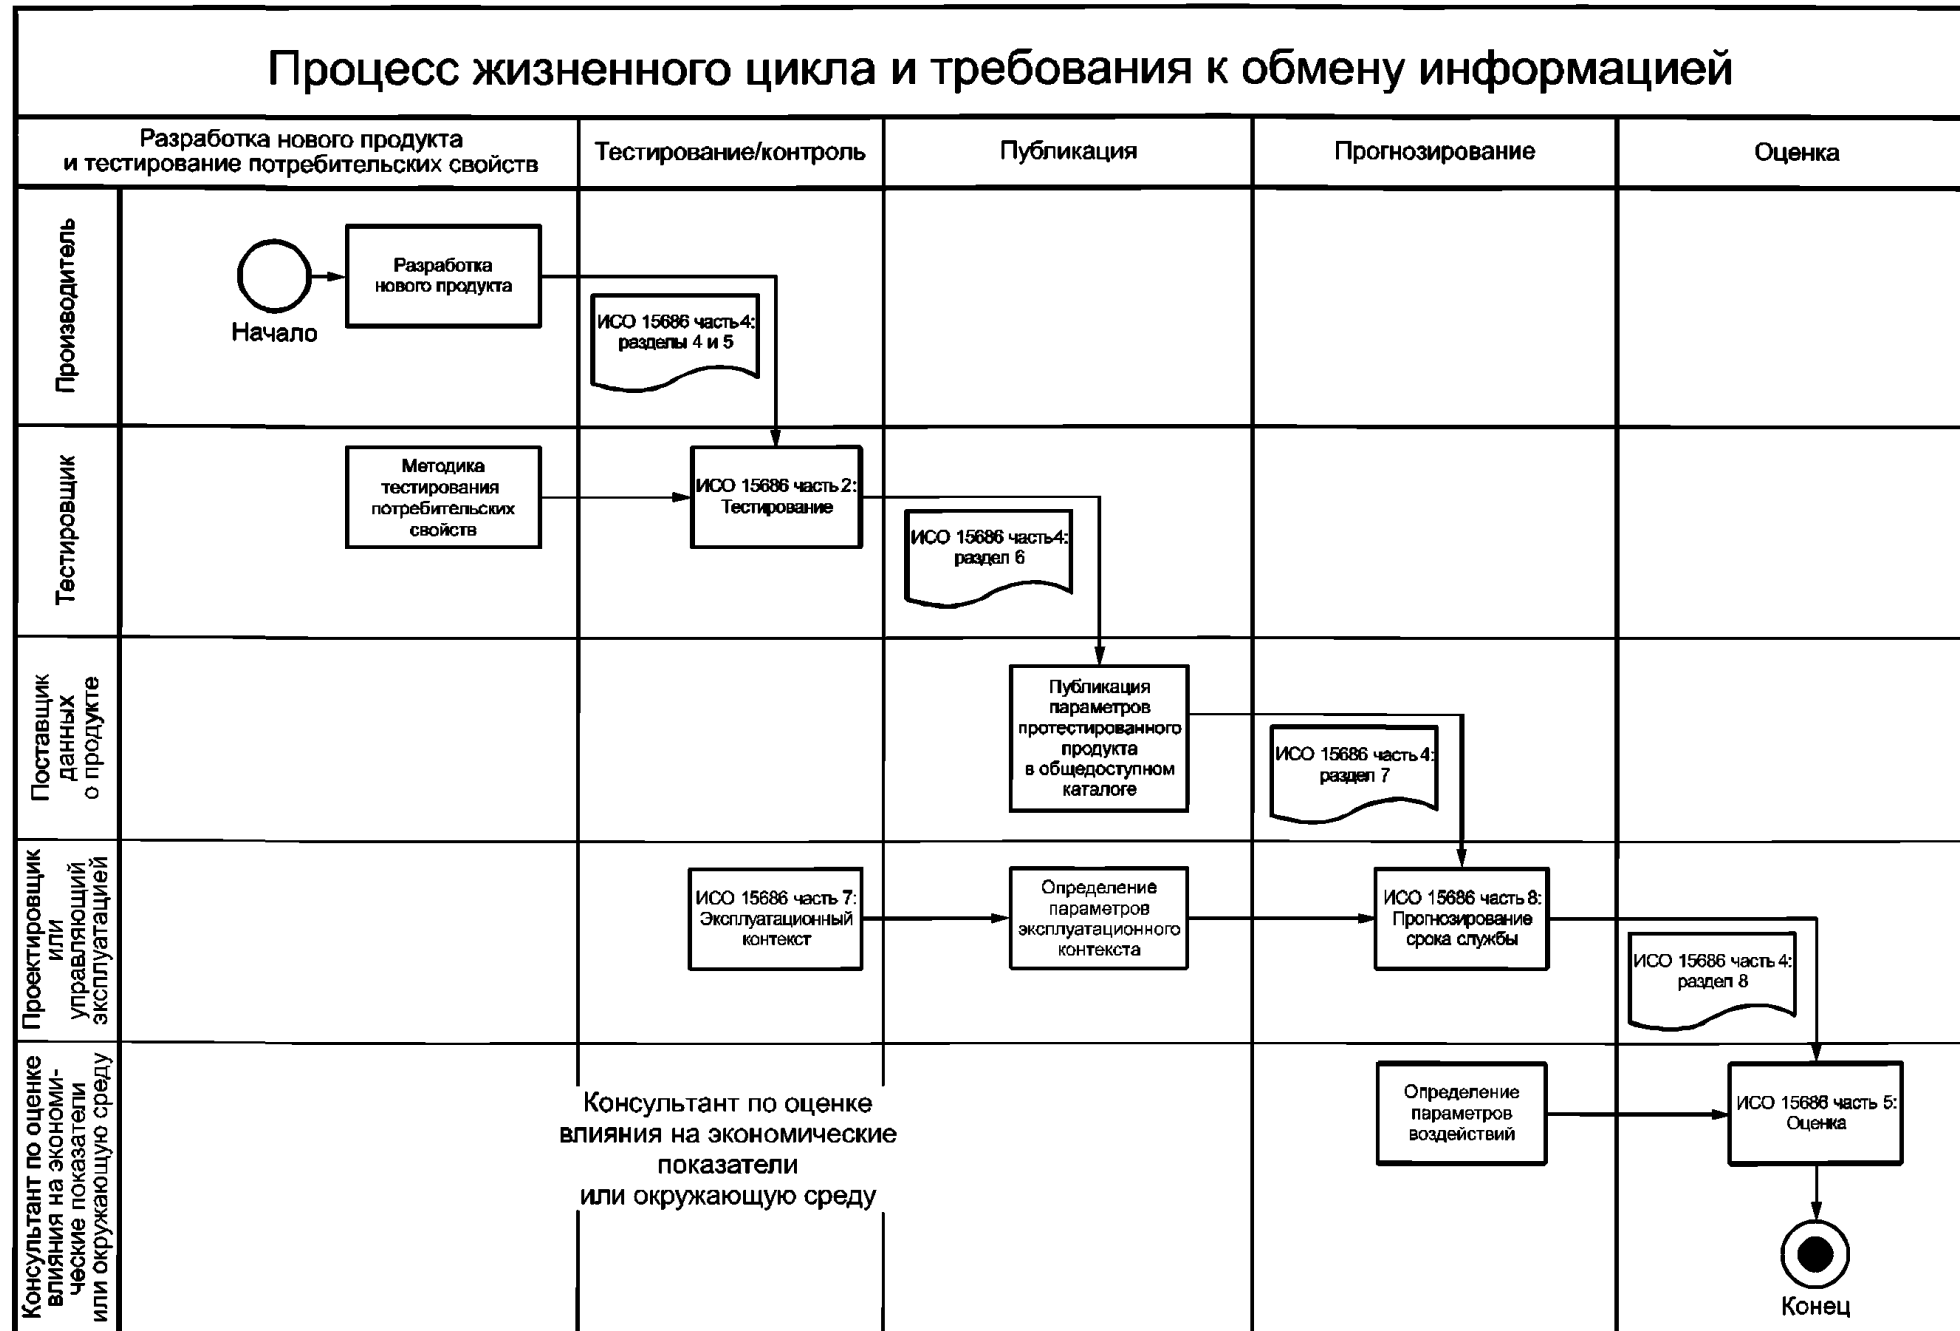 Процесс жизненного цикла и требования к обмену информацией
Разработка нового продукта
и тестирование потребительских свойств
Тестирование/контроль
Публикация
Прогнозирование
Оценка
Производитель
Начало
Разработка
нового продукта
ИСО 15686 часть 4:
разделы 4 и 5
Тестировщик
Методика
тестирования
потребительских
свойств
ИСО 15686 часть 2:
Тестирование
ИСО 15686 часть4:
раздел 6
Поставщик
данных
о продукте
Публикация
параметров
протестированного
продукта
в общедоступном
каталоге
ИСО 15686 часть 4:
раздел 7
Проектировщик
или
управляющий
эксплуатацией
ИСО 15686 часть 7:
Эксплуатационный
контекст
Определение
параметров
эксплуатационного
контекста
ИСО 15686 часть 8:
Прогнозирование
срока службы
ИСО 15686 часть 4:
раздел 8
Консультант по оценке
влияния на экономи-
ческие показатели
или окружающую среду
Консультант по оценке
влияния на экономические
показатели
или окружающую среду
Определение
параметров
воздействий
ИСО 15686 часть 5:
Оценка
Конец